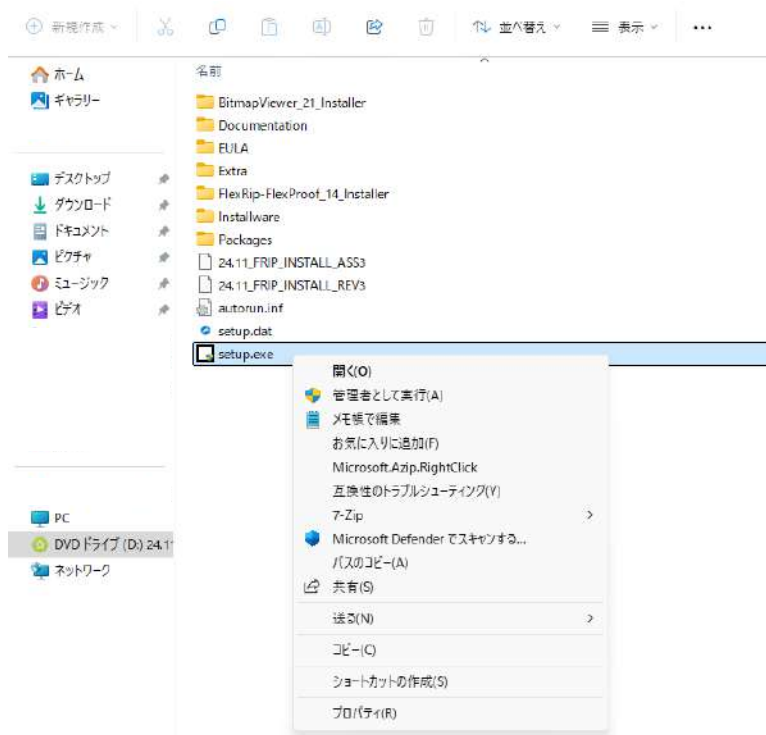 新規作成
並べ替え
表示
ホーム
ギャラリー
デスクトップ
ダウンロード
ドキュメント
ピクチャ
ミュージック
ビデオ
PC
DVD ドライブ (D:) 24.11
ネットワーク
名前
BitmapViewer_21_Installer
Documentation
EULA
Extra
FlexRip-FlexProof_14_Installer
Installware
Packages
24.11_FRIP_INSTALL_ASS3
24.11_FRIP_INSTALL_REV3
autorun.inf
setup.dat
setup.exe
開く(O)
管理者として実行(A)
メモ帳で編集
お気に入りに追加(F)
Microsoft.Azip.RightClick
互換性のトラブルシューティング(Y)
7-Zip
Microsoft Defender でスキャンする...
パスのコピー(A)
共有(S)
送る(N)
コピー(C)
ショートカットの作成(S)
プロパティ(R)